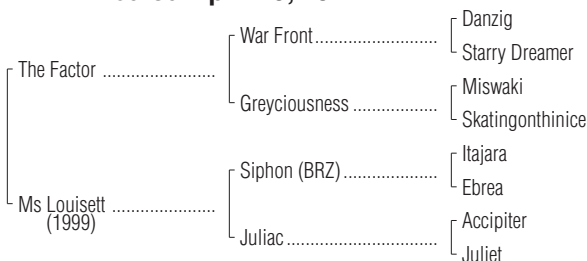 Danzig
War Front
Starry Dreamer
The Factor
Miswaki
Greyciousness
Skatingonthinice
Itajara
Siphon (BRZ)
Ebrea
Ms Louisett
(1999)
Accipiter
Juliac
Juliet